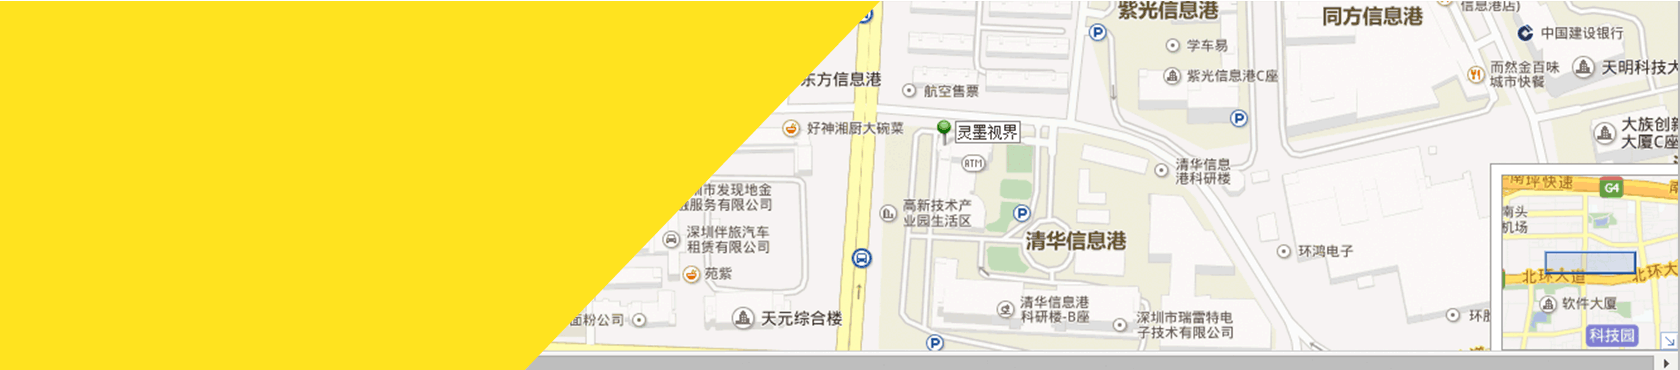 紫光信息港
同方信息港
信息港店)
中国建设银行
学车易
紫光信息港C座
而然金百味
城市快餐
天明科技大
东方信息港
航空售票
好神湘厨大碗菜
灵墨视界
ATM
大族创新
大厦C座
清华信息
港科研楼
圳市发现地金
融服务有限公司
高新技术产
业园生活区
深圳伴旅汽车
租赁有限公司
清华信息港
环鸿电子
苑紫
清华信息港
科研楼-B座
深圳市瑞雷特电
子技术有限公司
面粉公司
天元综合楼
P
P
P
P
南坪快速
G4
南头
机场
北环大道
北环大
软件大厦
科技园